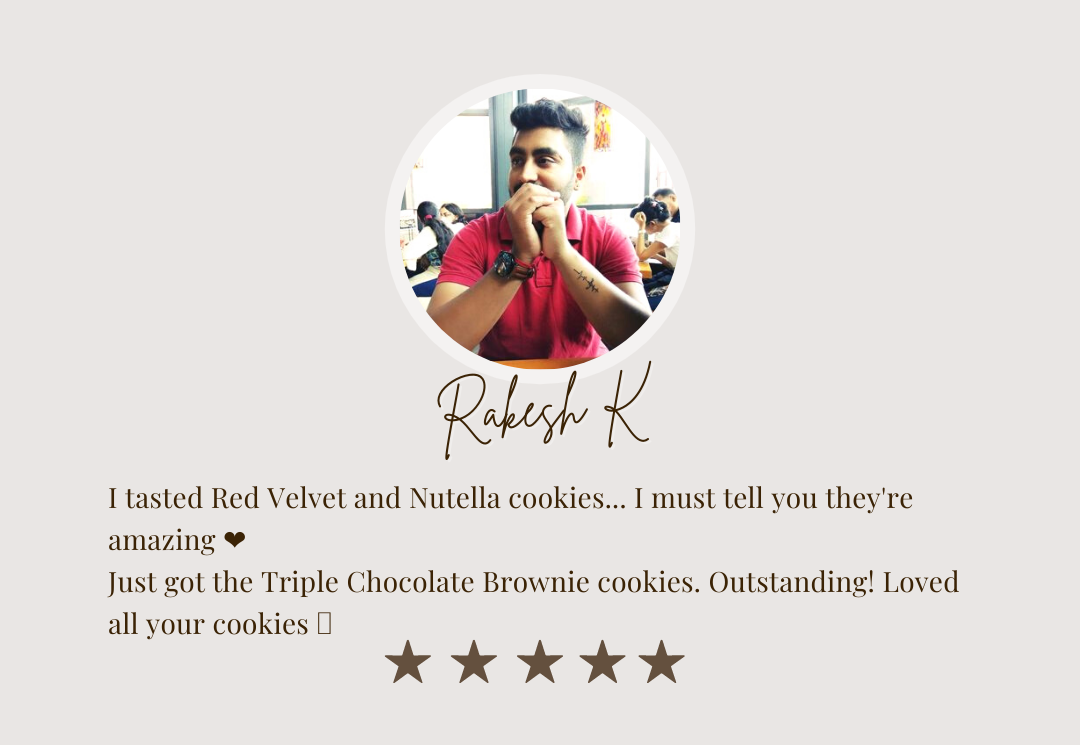 Rakesh K
I tasted Red Velvet and Nutella cookies... I must tell you they're
amazing ❤
Just got the Triple Chocolate Brownie cookies. Outstanding! Loved
all your cookies